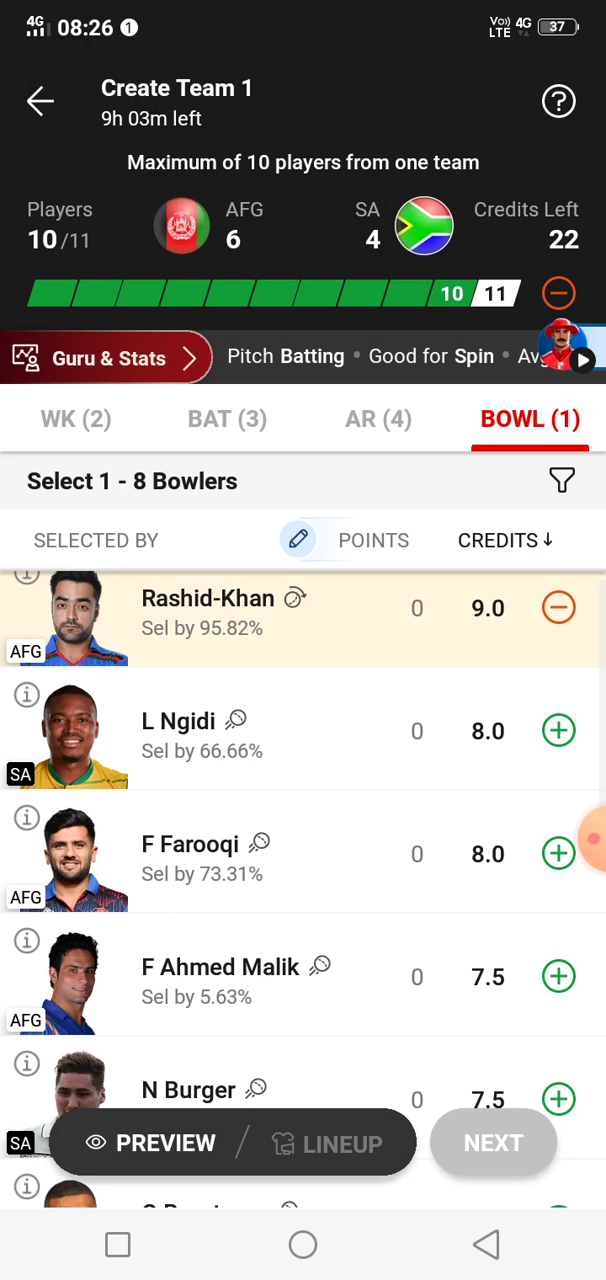 4G 08:26 1 Vo) LTE 4G 37
Create Team 1
9h 03m left
?
Maximum of 10 players from one team
Players AFG SA Credits Left
10/11 6 4 22
10 11
Guru & Stats Pitch Batting • Good for Spin •
WK (2) BAT (3) AR (4) BOWL (1)
Select 1 - 8 Bowlers
SELECTED BY POINTS CREDITS↓
Rashid-Khan 0 9.0
Sel by 95.82%
AFG
L Ngidi 0 8.0
Sel by 66.66%
SA
F Farooqi 0 8.0
Sel by 73.31%
AFG
F Ahmed Malik 0 7.5
Sel by 5.63%
AFG
N Burger 0 7.5
SA
PREVIEW / LINEUP NEXT